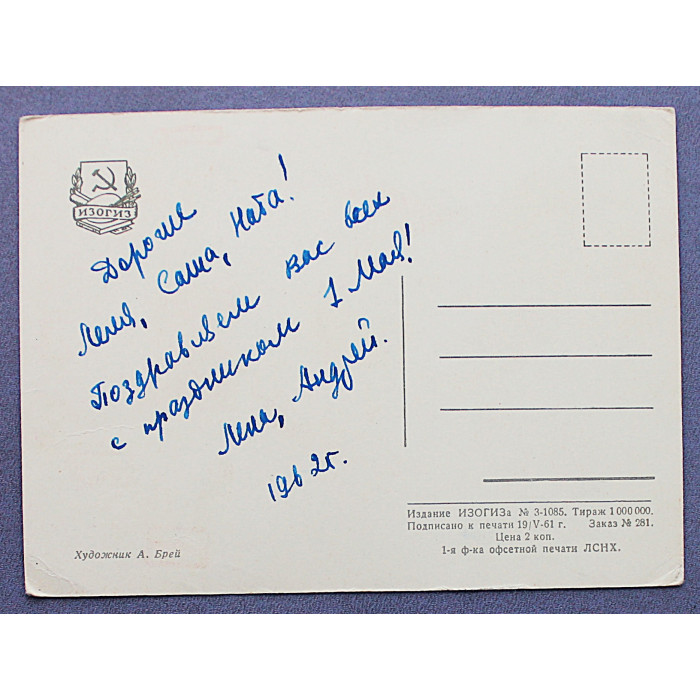 ИЗОГИЗ
Дорогие
Леля, Саша, Ната!
Поздравляем вас всех
с праздником 1 Мая!
Лена, Андрей.
1962г.
Художник А. Брей
Издание ИЗОГИЗа № 3-1085. Тираж 1 000 000.
Подписано к печати 19/V-61 г. Заказ № 281.
Цена 2 коп.
1-я ф-ка офсетной печати ЛСНХ.